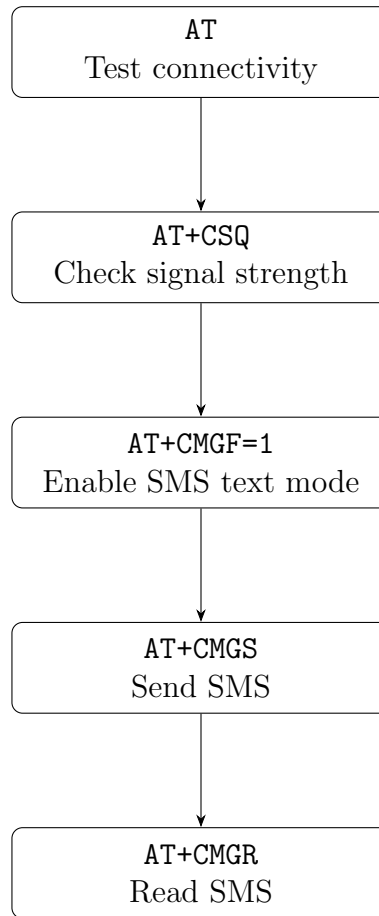 AT
Test connectivity
AT+CSQ
Check signal strength
AT+CMGF=1
Enable SMS text mode
AT+CMGS
Send SMS
AT+CMGR
Read SMS